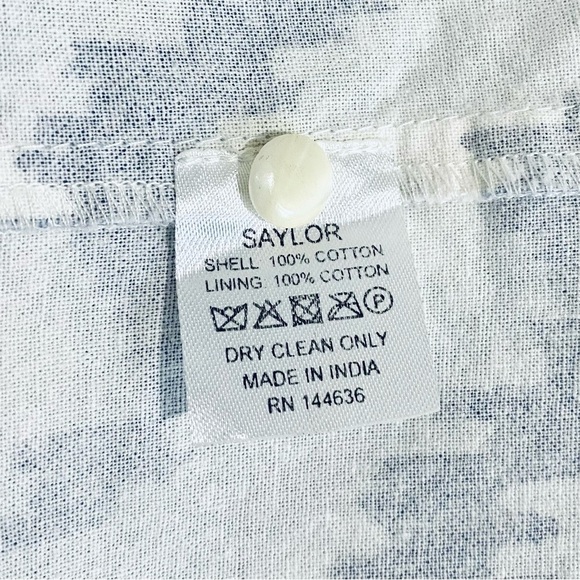 SAYLOR
SHELL 100% COTTON
LINING 100% COTTON
P
DRY CLEAN ONLY
MADE IN INDIA
RN 144636